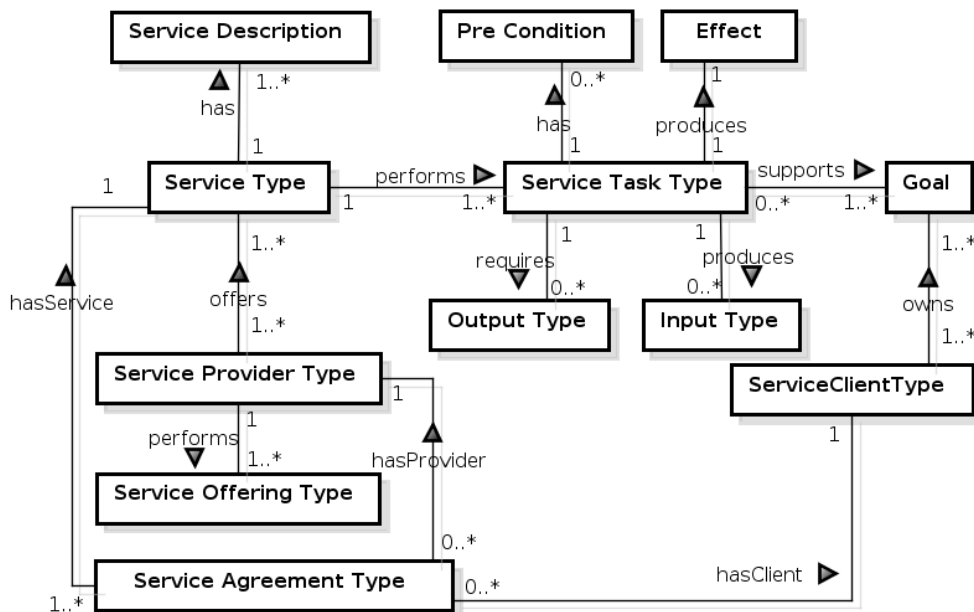 Service Description
Pre Condition
Effect
1..*
0..*
1
has
has
produces
1
1
1
Service Type
performs
Service Task Type
supports
Goal
1
1
1..*
0..*
1..*
1..*
1
1
1..*
requires
produces
hasService
offers
0..*
0..*
owns
1..*
Output Type
Input Type
1..*
Service Provider Type
ServiceClientType
1
1
1
performs
hasProvider
1..*
Service Offering Type
0..*
Service Agreement Type
0..*
hasClient
1..*